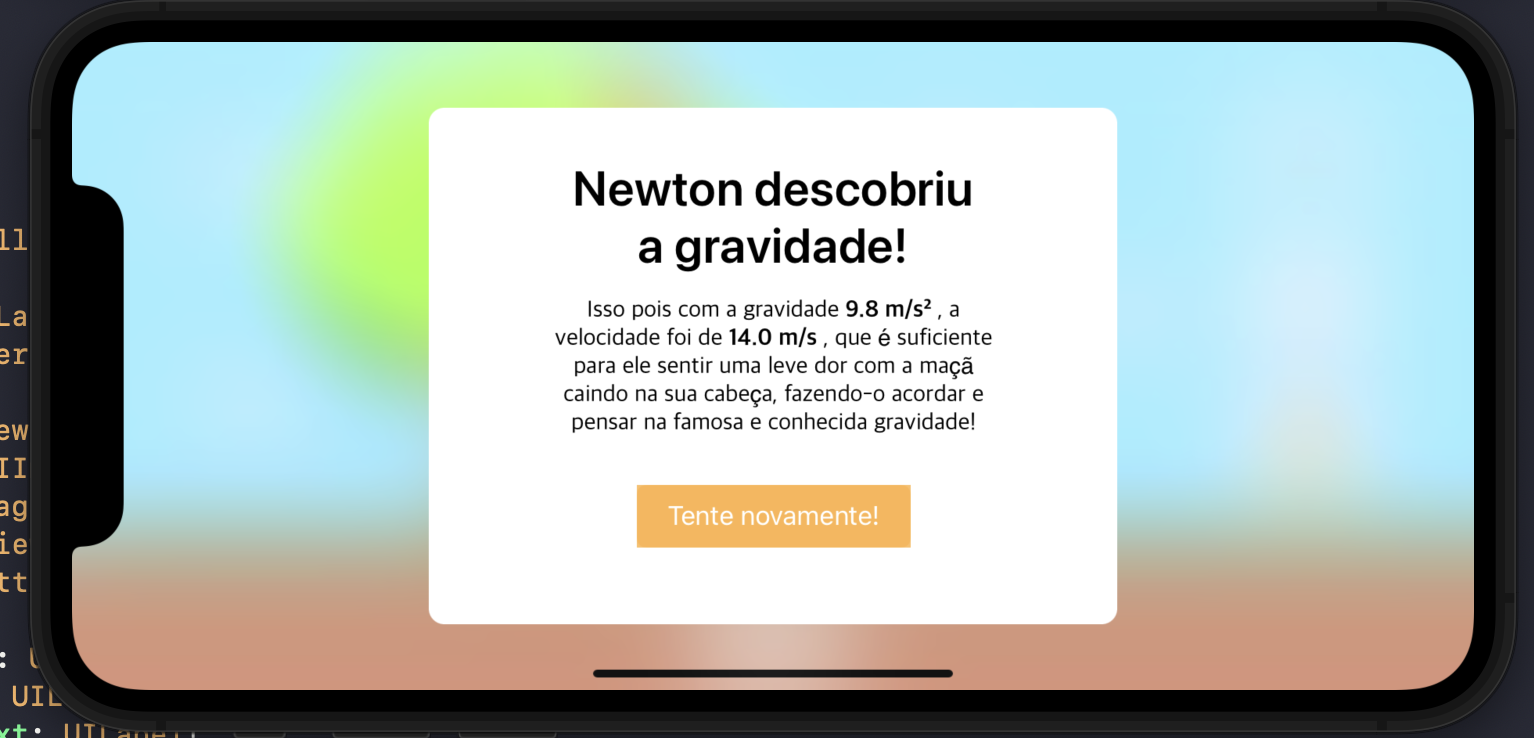 Newton descobriu
a gravidade!
Isso pois com a gravidade 9.8 m/s² , a
velocidade foi de 14.0 m/s , que é suficiente
para ele sentir uma leve dor com a maçã
caindo na sua cabeça, fazendo-o acordar e
pensar na famosa e conhecida gravidade!
Tente novamente!
ll
La
er
ew
II
ag
ie
tt
: U
UIL
xt: UILabel!